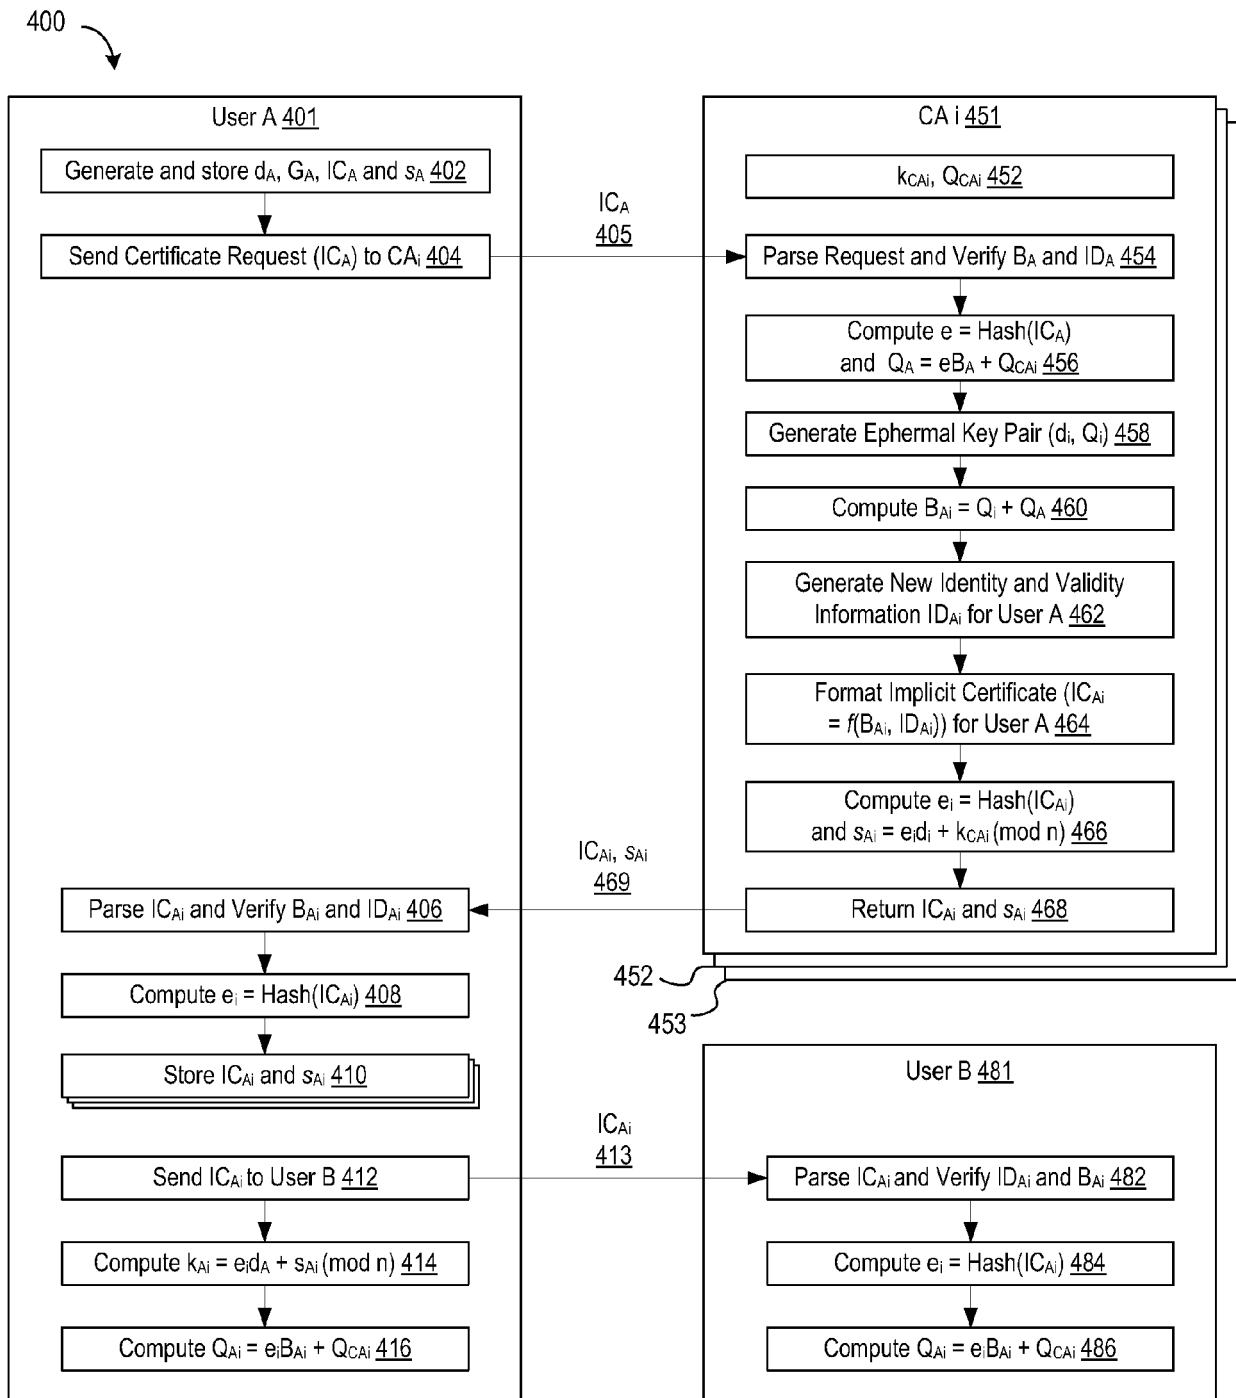 400
User A 401
Generate and store dA, GA, ICA and sA 402
Send Certificate Request (ICA) to CAi 404
ICA
405
CA i 451
kCAi, QCAi 452
Parse Request and Verify BA and IDA 454
Compute e = Hash(ICA)
and QA = eBA + QCAi 456
Generate Ephermal Key Pair (di, Qi) 458
Compute BAi = Qi + QA 460
Generate New Identity and Validity
Information IDAi for User A 462
Format Implicit Certificate (ICAi
= f(BAi, IDAi)) for User A 464
Compute ei = Hash(ICAi)
and sAi = eidi + kCAi (mod n) 466
Return ICAi and sAi 468
ICAi, sAi
469
452
453
Parse ICAi and Verify BAi and IDAi 406
Compute ei = Hash(ICAi) 408
Store ICAi and sAi 410
Send ICAi to User B 412
Compute kAi = eidA + sAi (mod n) 414
Compute QAi = eiBAi + QCAi 416
ICAi
413
User B 481
Parse ICAi and Verify IDAi and BAi 482
Compute ei = Hash(ICAi) 484
Compute QAi = eiBAi + QCAi 486